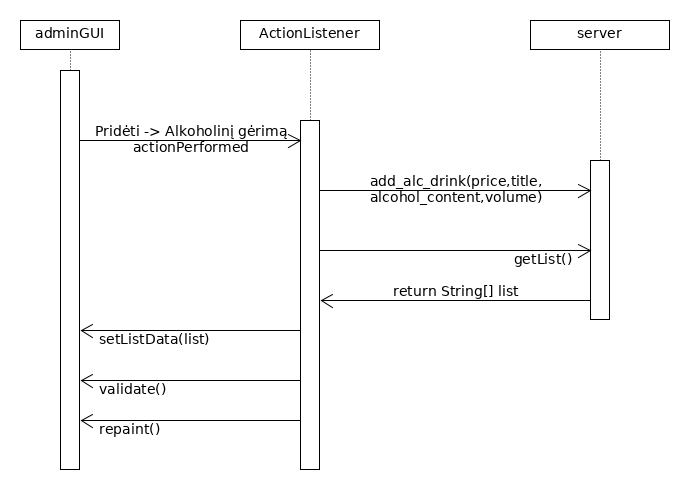 adminGUI
ActionListener
server
Pridėti -> Alkoholinį gėrimą
actionPerformed
add_alc_drink(price,title,
alcohol_content,volume)
getList()
return String[] list
setListData(list)
validate()
repaint()